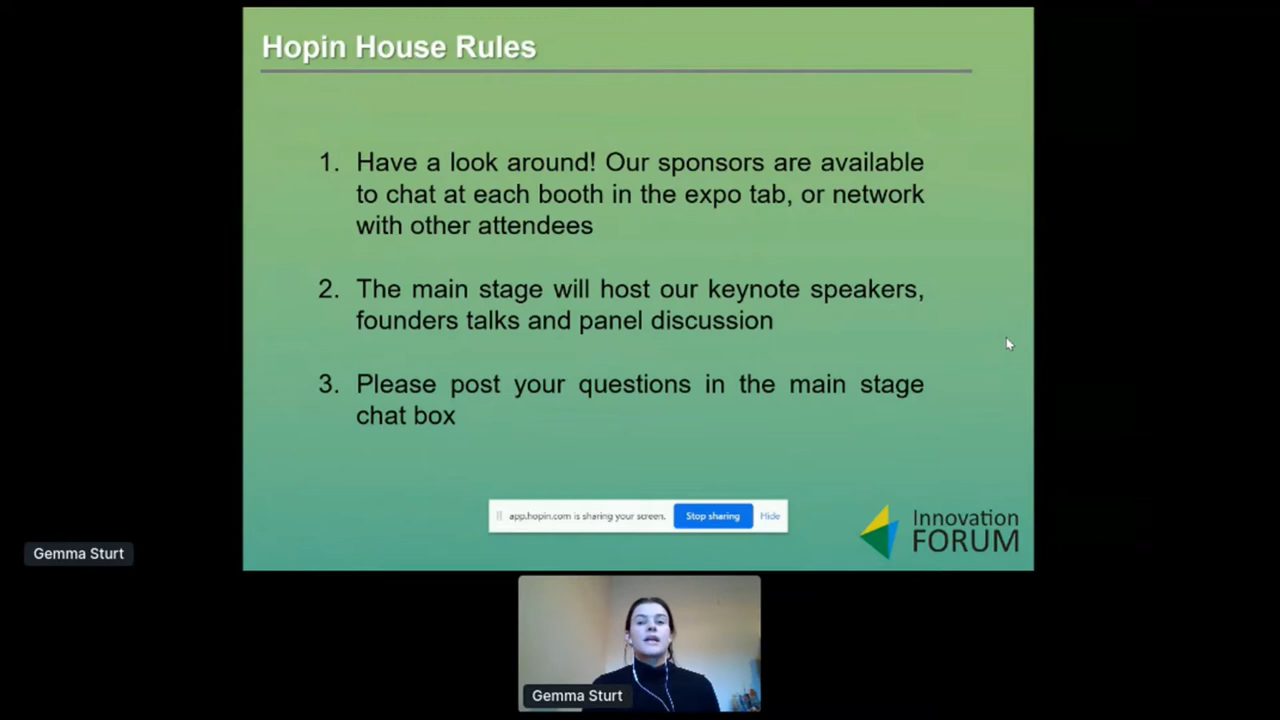 Hopin House Rules
1. Have a look around! Our sponsors are available
to chat at each booth in the expo tab, or network
with other attendees
2. The main stage will host our keynote speakers,
founders talks and panel discussion
3. Please post your questions in the main stage
chat box
app.hopin.com is sharing your screen. Stop sharing Hide
Innovation
FORUM
Gemma Sturt
Gemma Sturt